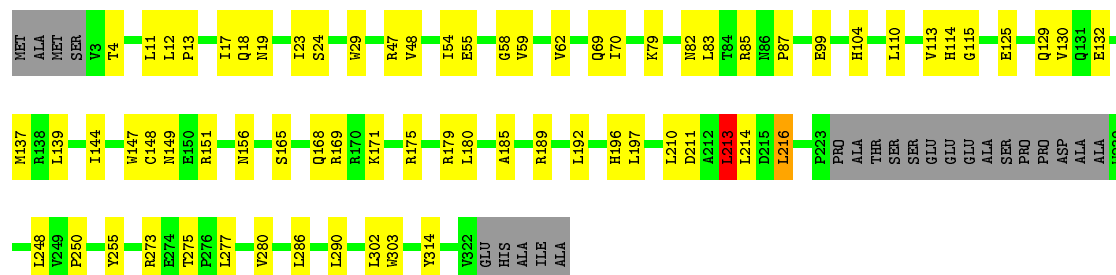 MET ALA MET SER V3 T4 L11 L12 P13 I17 Q18 N19 I23 S24 W29 R47 V48 I54 E55 G58 V59 V62 Q69 I70 K79 N82 L83 T84 R85 N86 P87 E99 H104 L110 V113 H114 G115 E125 Q129 V130 Q131 E132
M137 R138 L139 I144 W147 C148 N149 E150 R151 N156 S165 Q168 R169 R170 K171 R175 R179 L180 A185 R189 L192 H196 L197 L210 D211 A212 L213 L214 D215 L216 P223 PRO ALA THR SER SER GLU GLU GLU ALA SER PRO PRO ASP ALA ALA
L248 V249 P250 Y255 R273 E274 T275 P276 L277 V280 L286 L290 L302 W303 Y314 V322 GLU HIS ALA ILE ALA